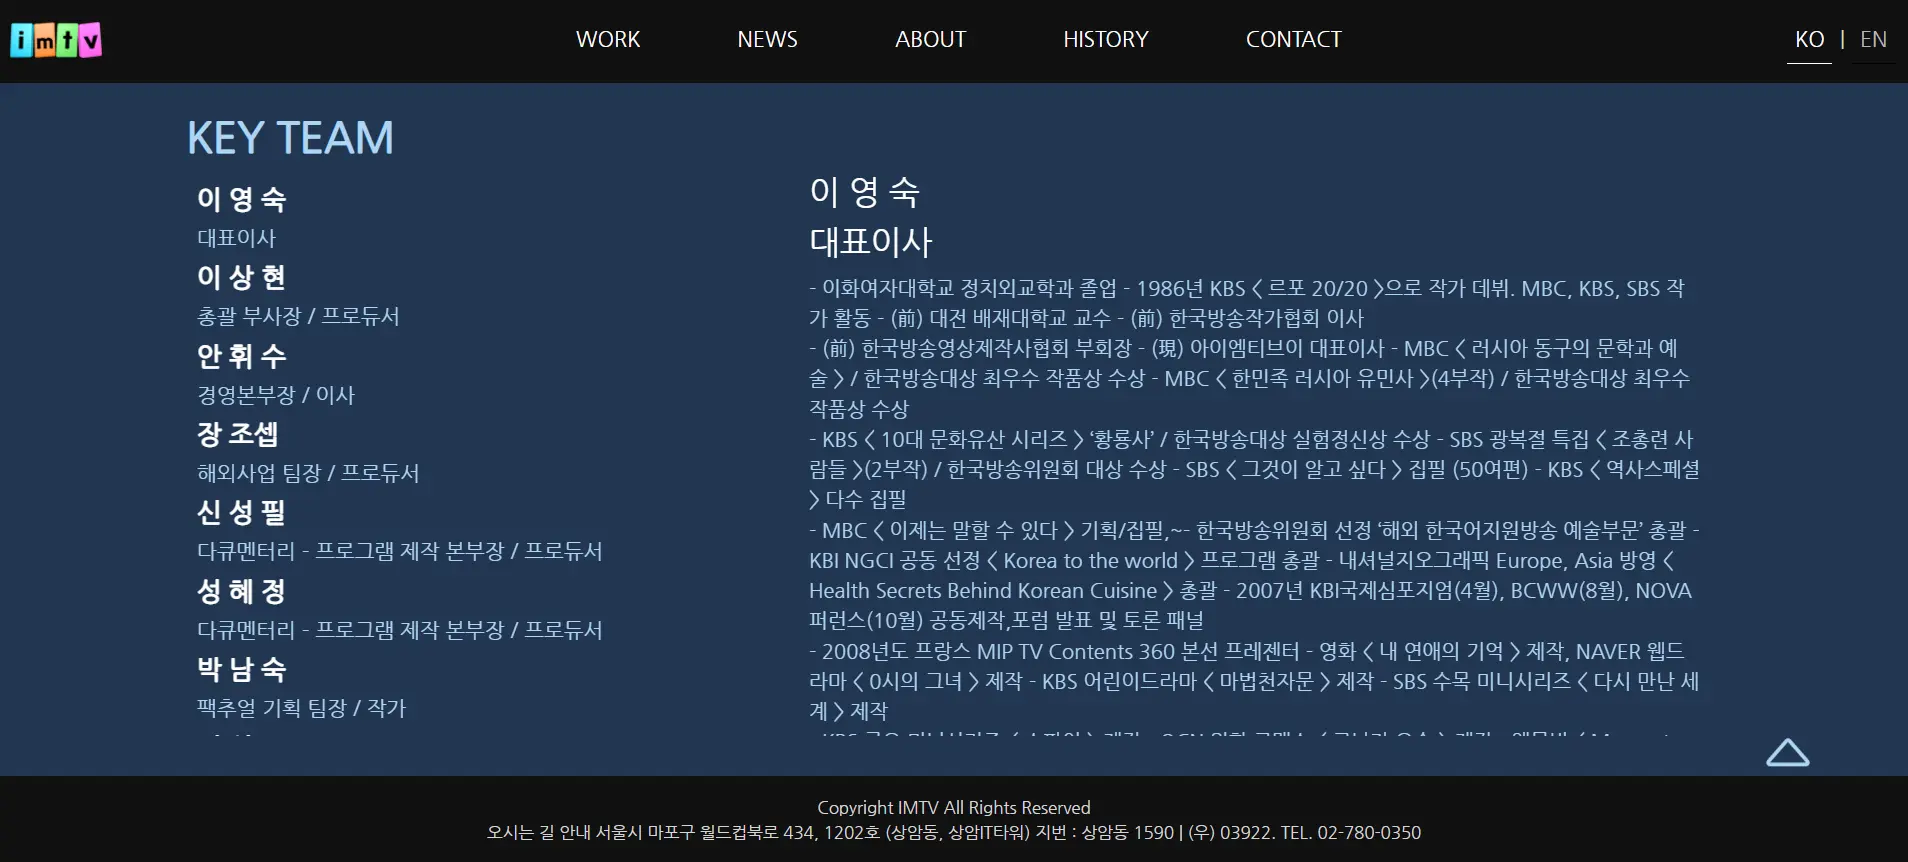 imtv
WORK
NEWS
ABOUT
HISTORY
CONTACT
KO | EN
KEY TEAM
이 영 숙
대표이사
이 상 현
총괄 부사장 / 프로듀서
안 휘 수
경영본부장 / 이사
장 조셉
해외사업 팀장 / 프로듀서
신 성 필
다큐멘터리 - 프로그램 제작 본부장 / 프로듀서
성 혜 정
다큐멘터리 - 프로그램 제작 본부장 / 프로듀서
박 남 숙
팩추얼 기획 팀장 / 작가
이 영 숙
대표이사
- 이화여자대학교 정치외교학과 졸업 - 1986년 KBS < 르포 20/20 >으로 작가 데뷔. MBC, KBS, SBS 작
가 활동 - (前) 대전 배재대학교 교수 - (前) 한국방송작가협회 이사
- (前) 한국방송영상제작사협회 부회장 - (現) 아이엠티브이 대표이사 - MBC < 러시아 동구의 문학과 예
술 > / 한국방송대상 최우수 작품상 수상 - MBC < 한민족 러시아 유민사 >(4부작) / 한국방송대상 최우수
작품상 수상
- KBS < 10대 문화유산 시리즈 > ‘황룡사’ / 한국방송대상 실험정신상 수상 - SBS 광복절 특집 < 조총련 사
람들 >(2부작) / 한국방송위원회 대상 수상 - SBS < 그것이 알고 싶다 > 집필 (50여편) - KBS < 역사스페셜
> 다수 집필
- MBC < 이제는 말할 수 있다 > 기획/집필,~- 한국방송위원회 선정 ‘해외 한국어지원방송 예술부문’ 총괄 -
KBI NGCI 공동 선정 < Korea to the world > 프로그램 총괄 - 내셔널지오그래픽 Europe, Asia 방영 <
Health Secrets Behind Korean Cuisine > 총괄 - 2007년 KBI국제심포지엄(4월), BCWW(8월), NOVA
퍼런스(10월) 공동제작,포럼 발표 및 토론 패널
- 2008년도 프랑스 MIP TV Contents 360 본선 프레젠터 - 영화 < 내 연애의 기억 > 제작, NAVER 웹드
라마 < 0시의 그녀 > 제작 - KBS 어린이드라마 < 마법천자문 > 제작 - SBS 수목 미니시리즈 < 다시 만난 세
계 > 제작
Copyright IMTV All Rights Reserved
오시는 길 안내 서울시 마포구 월드컵북로 434, 1202호 (상암동, 상암IT타워) 지번 : 상암동 1590 | (우) 03922. TEL. 02-780-0350